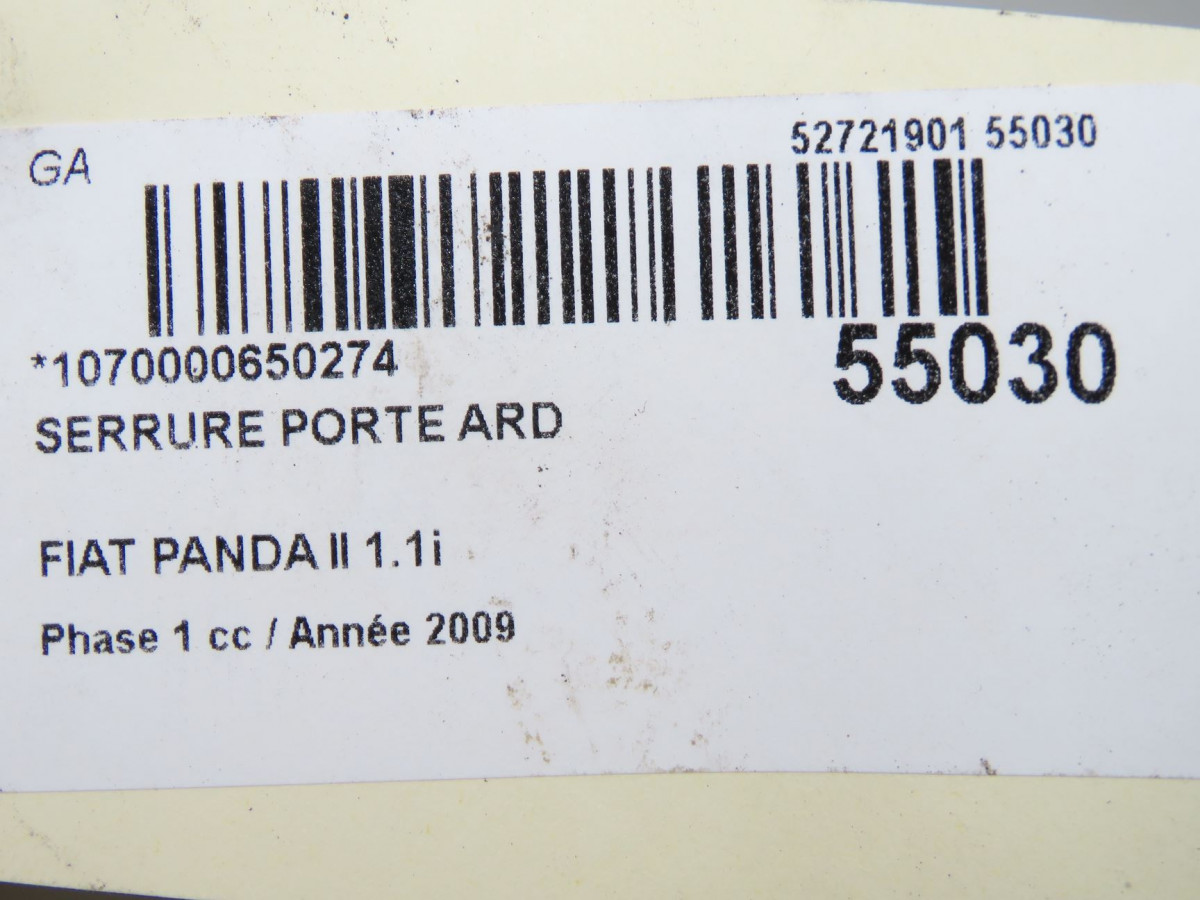 GA
52721901 55030
*1070000650274
55030
SERRURE PORTE ARD
FIAT PANDA II 1.1i
Phase 1 cc / Année 2009